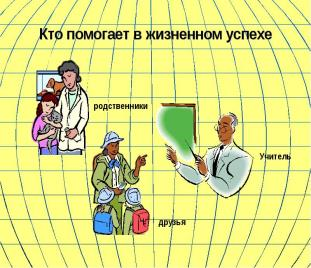 Кто помогает в жизненном успехе
родственники
Учитель
друзья